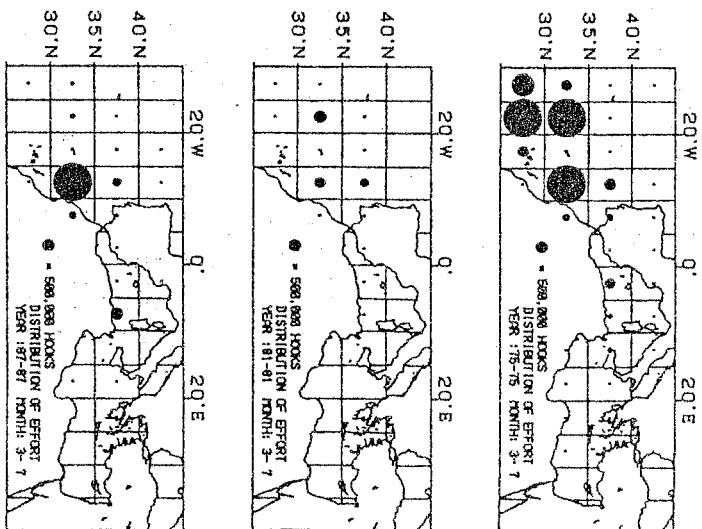 30°N 35°N 40°N
20°W
0°
20°E
= 500,000 HOOKS
DISTRIBUTION OF EFFORT
YEAR :75-75 MONTH: 3- 7
30°N 35°N 40°N
20°W
0°
20°E
= 500,000 HOOKS
DISTRIBUTION OF EFFORT
YEAR :81-81 MONTH: 3- 7
30°N 35°N 40°N
20°W
0°
20°E
= 500,000 HOOKS
DISTRIBUTION OF EFFORT
YEAR :87-87 MONTH: 3- 7